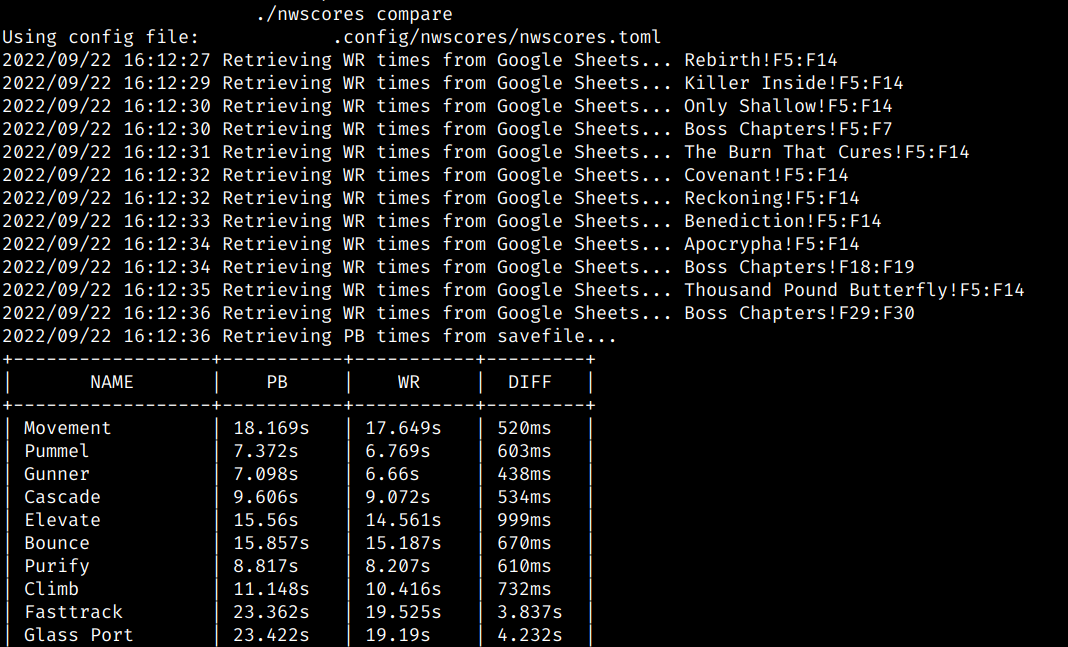 ./nwscores compare
Using config file: .config/nwscores/nwscores.toml
2022/09/22 16:12:27 Retrieving WR times from Google Sheets... Rebirth!F5:F14
2022/09/22 16:12:29 Retrieving WR times from Google Sheets... Killer Inside!F5:F14
2022/09/22 16:12:30 Retrieving WR times from Google Sheets... Only Shallow!F5:F14
2022/09/22 16:12:30 Retrieving WR times from Google Sheets... Boss Chapters!F5:F7
2022/09/22 16:12:31 Retrieving WR times from Google Sheets... The Burn That Cures!F5:F14
2022/09/22 16:12:32 Retrieving WR times from Google Sheets... Covenant!F5:F14
2022/09/22 16:12:32 Retrieving WR times from Google Sheets... Reckoning!F5:F14
2022/09/22 16:12:33 Retrieving WR times from Google Sheets... Benediction!F5:F14
2022/09/22 16:12:34 Retrieving WR times from Google Sheets... Apocrypha!F5:F14
2022/09/22 16:12:34 Retrieving WR times from Google Sheets... Boss Chapters!F18:F19
2022/09/22 16:12:35 Retrieving WR times from Google Sheets... Thousand Pound Butterfly!F5:F14
2022/09/22 16:12:36 Retrieving WR times from Google Sheets... Boss Chapters!F29:F30
2022/09/22 16:12:36 Retrieving PB times from savefile...
+------------------+-----------+-----------+---------+
| NAME | PB | WR | DIFF |
+------------------+-----------+-----------+---------+
| Movement | 18.169s | 17.649s | 520ms |
| Pummel | 7.372s | 6.769s | 603ms |
| Gunner | 7.098s | 6.66s | 438ms |
| Cascade | 9.606s | 9.072s | 534ms |
| Elevate | 15.56s | 14.561s | 999ms |
| Bounce | 15.857s | 15.187s | 670ms |
| Purify | 8.817s | 8.207s | 610ms |
| Climb | 11.148s | 10.416s | 732ms |
| Fasttrack | 23.362s | 19.525s | 3.837s |
| Glass Port | 23.422s | 19.19s | 4.232s |